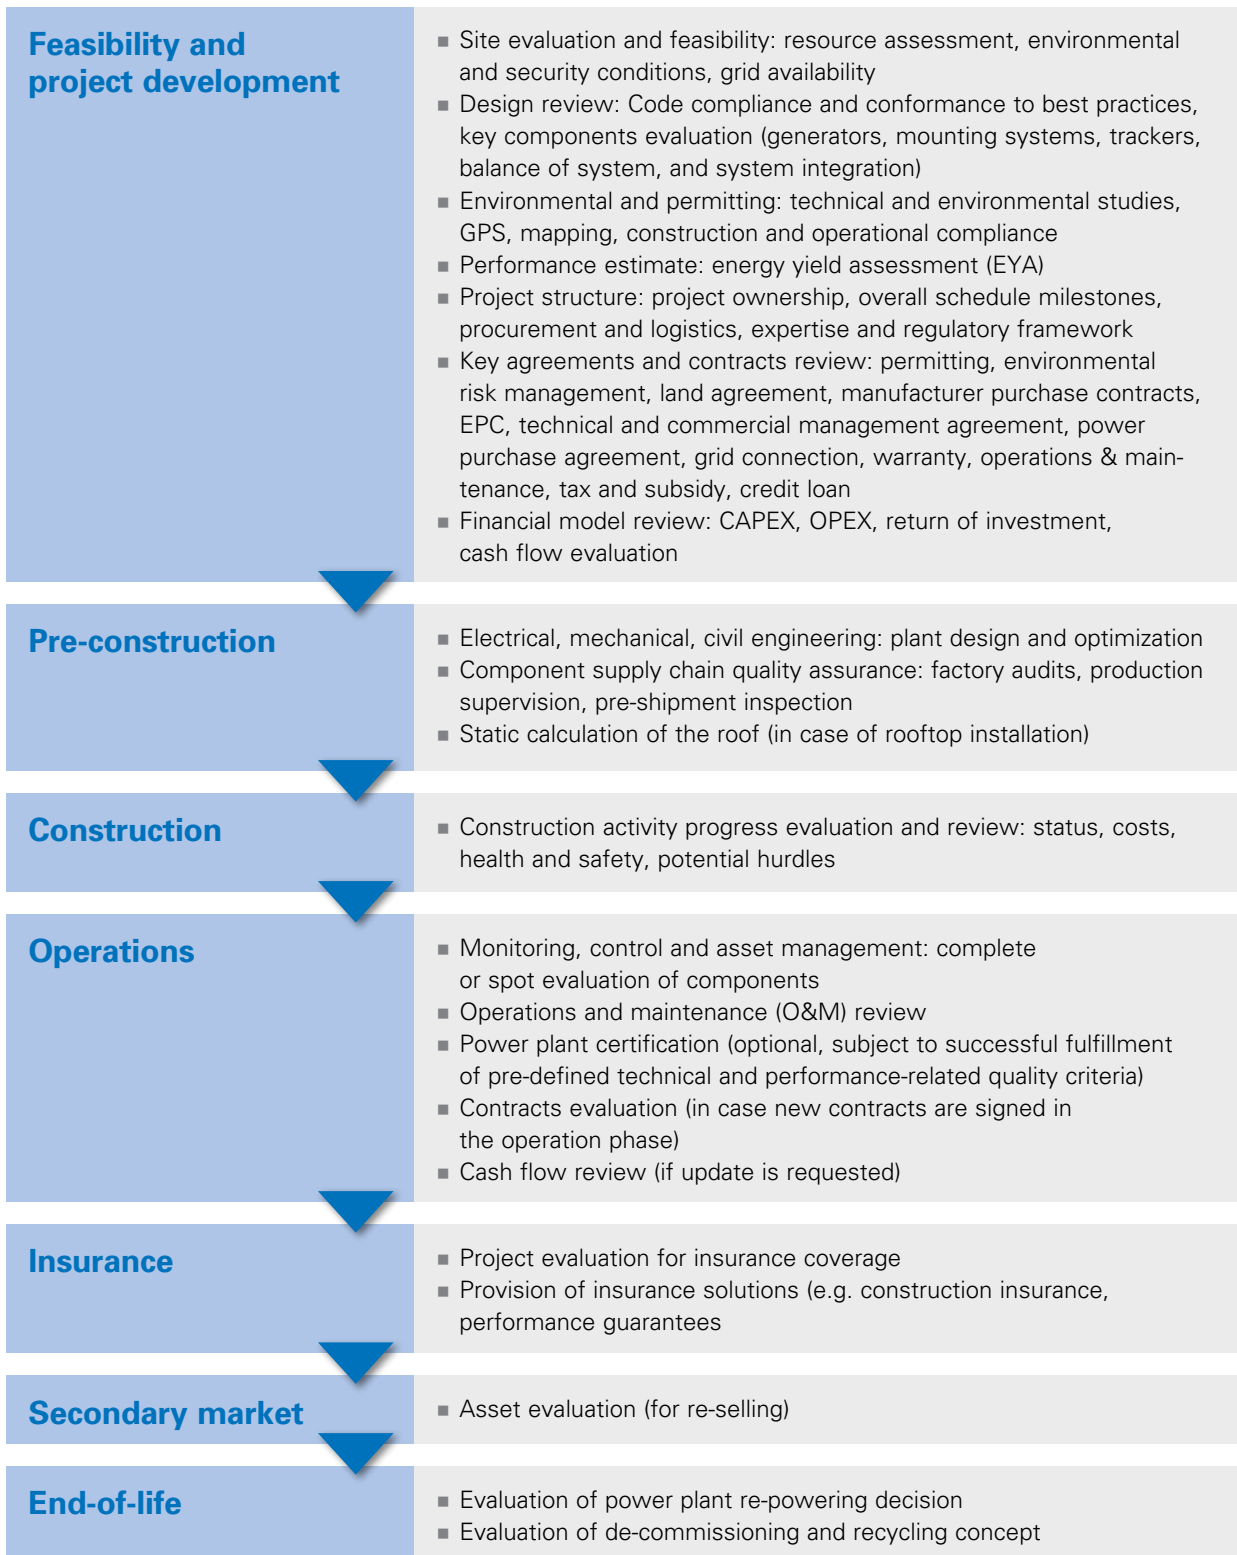 Feasibility and
project development
■ Site evaluation and feasibility: resource assessment, environmental
and security conditions, grid availability
■ Design review: Code compliance and conformance to best practices,
key components evaluation (generators, mounting systems, trackers,
balance of system, and system integration)
■ Environmental and permitting: technical and environmental studies,
GPS, mapping, construction and operational compliance
■ Performance estimate: energy yield assessment (EYA)
■ Project structure: project ownership, overall schedule milestones,
procurement and logistics, expertise and regulatory framework
■ Key agreements and contracts review: permitting, environmental
risk management, land agreement, manufacturer purchase contracts,
EPC, technical and commercial management agreement, power
purchase agreement, grid connection, warranty, operations & main-
tenance, tax and subsidy, credit loan
■ Financial model review: CAPEX, OPEX, return of investment,
cash flow evaluation
Pre-construction
■ Electrical, mechanical, civil engineering: plant design and optimization
■ Component supply chain quality assurance: factory audits, production
supervision, pre-shipment inspection
■ Static calculation of the roof (in case of rooftop installation)
Construction
■ Construction activity progress evaluation and review: status, costs,
health and safety, potential hurdles
Operations
■ Monitoring, control and asset management: complete
or spot evaluation of components
■ Operations and maintenance (O&M) review
■ Power plant certification (optional, subject to successful fulfillment
of pre-defined technical and performance-related quality criteria)
■ Contracts evaluation (in case new contracts are signed in
the operation phase)
■ Cash flow review (if update is requested)
Insurance
■ Project evaluation for insurance coverage
■ Provision of insurance solutions (e.g. construction insurance,
performance guarantees
Secondary market
■ Asset evaluation (for re-selling)
End-of-life
■ Evaluation of power plant re-powering decision
■ Evaluation of de-commissioning and recycling concept